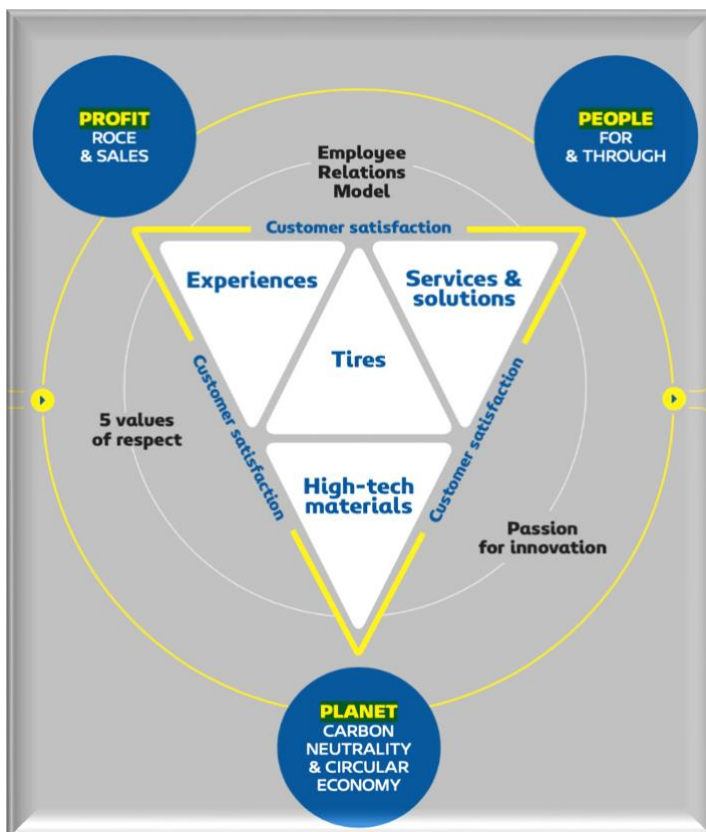 PROFIT
ROCE
& SALES
PEOPLE
FOR
& THROUGH
Employee
Relations
Model
Customer satisfaction
Experiences
Services &
solutions
Tires
Customer satisfaction
Customer satisfaction
5 values
of respect
High-tech
materials
Passion
for innovation
PLANET
CARBON
NEUTRALITY
& CIRCULAR
ECONOMY